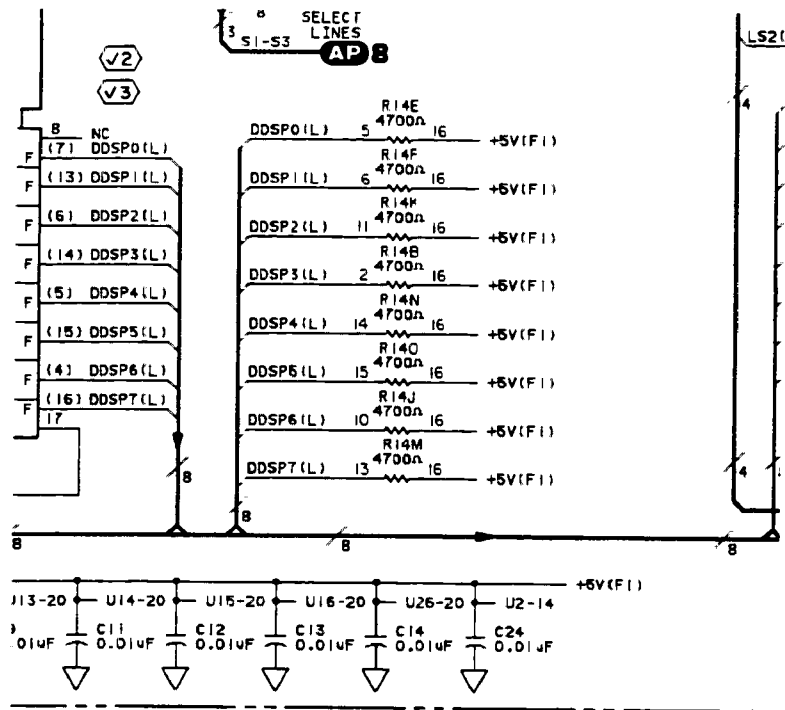 8 SELECT
LINES
3 S1-S3
AP 8
LS2(
√2
√3
4
8 NC
F (7) DDSP0(L)
F (13) DDSP1(L)
F (6) DDSP2(L)
F (14) DDSP3(L)
F (5) DDSP4(L)
F (15) DDSP5(L)
F (4) DDSP6(L)
F (16) DDSP7(L)
17
8
R14E
4700Ω
DDSP0(L) 5 16 +5V(F1)
R14F
4700Ω
DDSP1(L) 6 16 +5V(F1)
R14K
4700Ω
DDSP2(L) 11 16 +5V(F1)
R14B
4700Ω
DDSP3(L) 2 16 +5V(F1)
R14N
4700Ω
DDSP4(L) 14 16 +5V(F1)
R14O
4700Ω
DDSP5(L) 15 16 +5V(F1)
R14J
4700Ω
DDSP6(L) 10 16 +5V(F1)
R14M
4700Ω
DDSP7(L) 13 16 +5V(F1)
8
4
8 8 8
+5V(F1)
U13-20 U14-20 U15-20 U16-20 U26-20 U2-14
.01uF
C11
0.01uF
C12
0.01uF
C13
0.01uF
C14
0.01uF
C24
0.01uF